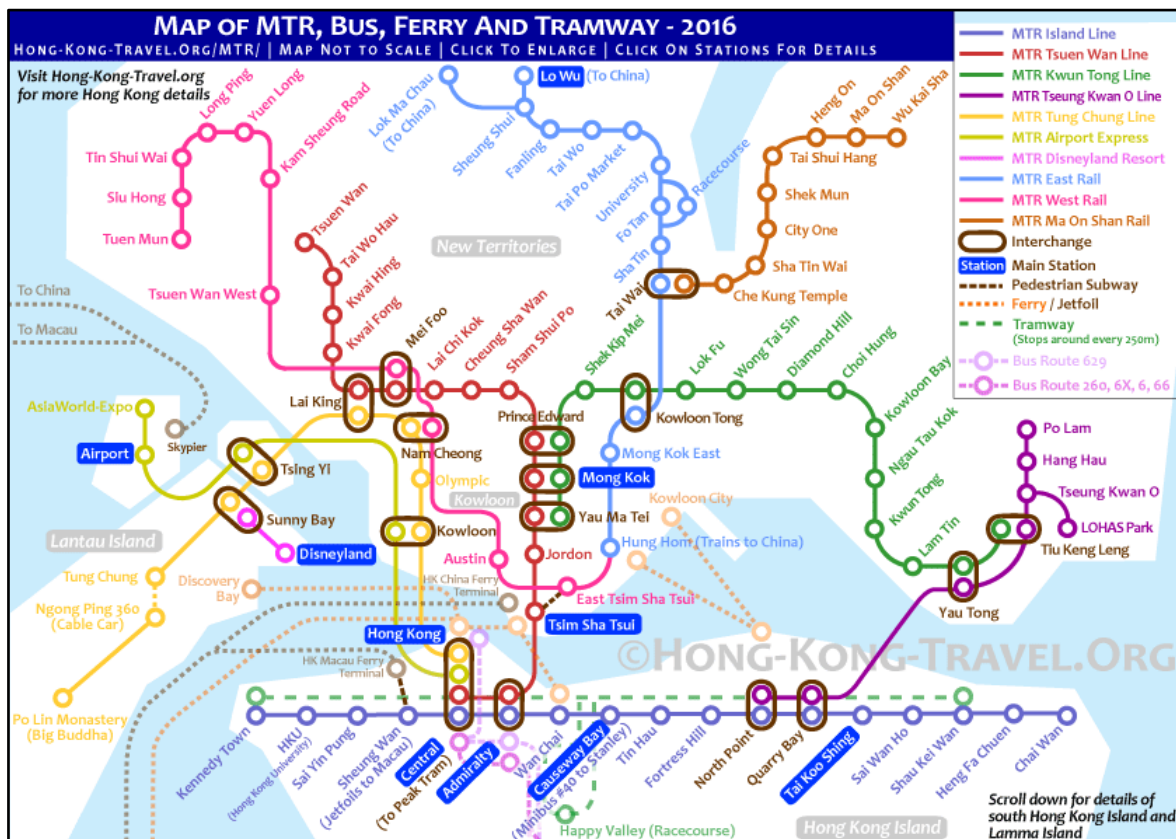 Map of MTR, Bus, Ferry And Tramway - 2016
Hong-Kong-Travel.Org/MTR/ | Map Not to Scale | Click To Enlarge | Click On Stations For Details
Visit Hong-Kong-Travel.org
for more Hong Kong details
MTR Island Line
MTR Tsuen Wan Line
MTR Kwun Tong Line
MTR Tseung Kwan O Line
MTR Tung Chung Line
MTR Airport Express
MTR Disneyland Resort
MTR East Rail
MTR West Rail
MTR Ma On Shan Rail
Interchange
Station
Main Station
Pedestrian Subway
Ferry / Jetfoil
Tramway
(Stops around every 250m)
Bus Route 629
Bus Route 260, 6X, 6, 66
Long Ping
Yuen Long
Kam Sheung Road
Tin Shui Wai
Siu Hong
Tuen Mun
Tsuen Wan West
Lok Ma Chau
(To China)
Lo Wu
(To China)
Sheung Shui
Fanling
Tai Wo
Tai Po Market
University
Racecourse
Fo Tan
Sha Tin
Tai Wai
Heng On
Ma On Shan
Wu Kai Sha
Tai Shui Hang
Shek Mun
City One
Sha Tin Wai
Che Kung Temple
New Territories
Tsuen Wan
Tai Wo Hau
Kwai Hing
Kwai Fong
Mei Foo
Lai Chi Kok
Cheung Sha Wan
Sham Shui Po
Shek Kip Mei
Lok Fu
Wong Tai Sin
Diamond Hill
Choi Hung
Kowloon Bay
Ngau Tau Kok
Kwun Tong
Lam Tin
To China
To Macau
Skypier
AsiaWorld-Expo
Airport
Lai King
Tsing Yi
Nam Cheong
Prince Edward
Kowloon Tong
Mong Kok East
Mong Kok
Olympic
Kowloon
Yau Ma Tei
Kowloon City
Po Lam
Hang Hau
Tseung Kwan O
LOHAS Park
Tiu Keng Leng
Yau Tong
Sunny Bay
Kowloon
Disneyland
Lantau Island
Tung Chung
Ngong Ping 360
(Cable Car)
Po Lin Monastery
(Big Buddha)
Discovery
Bay
Austin
Jordon
Hung Hom (Trains to China)
East Tsim Sha Tsui
HK China Ferry
Terminal
Tsim Sha Tsui
Hong Kong
HK Macau Ferry
Terminal
©Hong-Kong-Travel.Org
Kennedy Town
HKU
(Hong Kong University)
Sai Yin Pung
Sheung Wan
(Jetfoils to Macau)
Central
(To Peak Tram)
Admiralty
Wan Chai
Causeway Bay
(Minibus #40 to Stanley)
Tin Hau
Fortress Hill
North Point
Quarry Bay
Tai Koo Shing
Sai Wan Ho
Shau Kei Wan
Heng Fa Chuen
Chai Wan
Happy Valley (Racecourse)
Hong Kong Island
Scroll down for details of
south Hong Kong Island and
Lamma Island